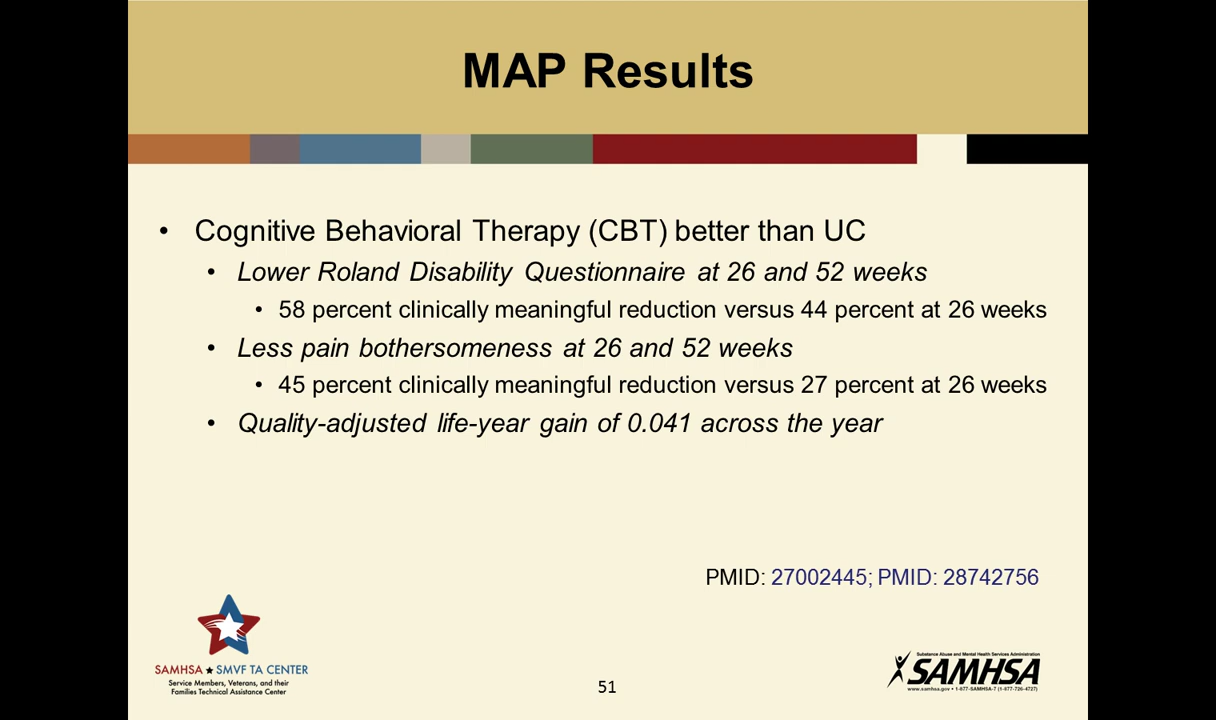 MAP Results
• Cognitive Behavioral Therapy (CBT) better than UC
• Lower Roland Disability Questionnaire at 26 and 52 weeks
• 58 percent clinically meaningful reduction versus 44 percent at 26 weeks
• Less pain bothersomeness at 26 and 52 weeks
• 45 percent clinically meaningful reduction versus 27 percent at 26 weeks
• Quality-adjusted life-year gain of 0.041 across the year
PMID: 27002445; PMID: 28742756
SAMHSA ★ SMVF TA CENTER
Service Members, Veterans, and their
Families Technical Assistance Center
51
Substance Abuse and Mental Health Services Administration
SAMHSA
www.samhsa.gov • 1-877-SAMHSA-7 (1-877-726-4727)